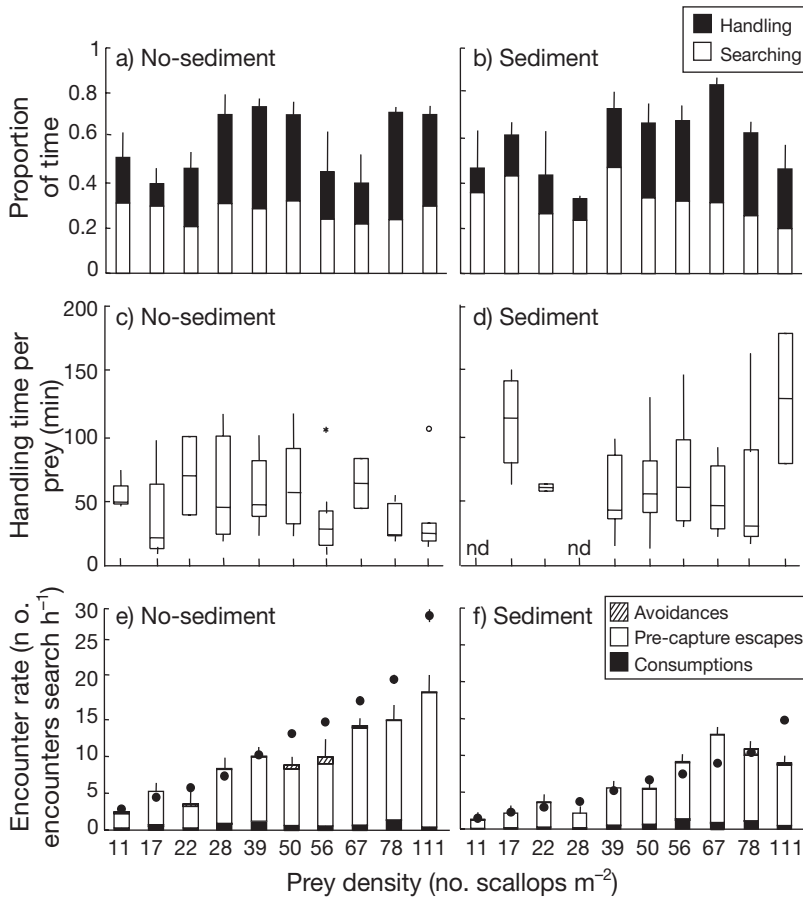 Handling
Searching
a) No-sediment
b) Sediment
Proportion
of time
1
0.8
0.6
0.4
0.2
0
c) No-sediment
d) Sediment
Handling time per
prey (min)
200
150
100
50
0
nd
nd
e) No-sediment
f) Sediment
Avoidances
Pre-capture escapes
Consumptions
Encounter rate (n o.
encounters search h⁻¹)
30
25
20
15
10
5
0
11 17 22 28 39 50 56 67 78 111
11 17 22 28 39 50 56 67 78 111
Prey density (no. scallops m⁻²)